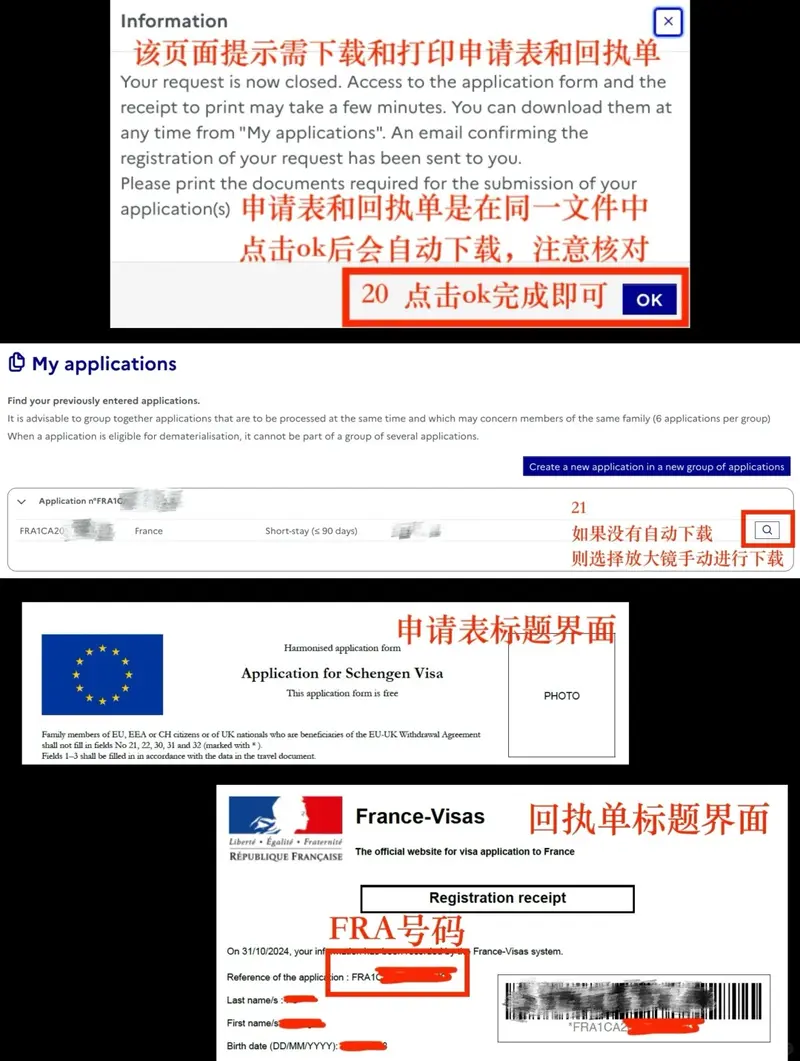 Information
该页面提示需下载和打印申请表和回执单
Your request is now closed. Access to the application form and the
receipt to print may take a few minutes. You can download them at
any time from "My applications". An email confirming the
registration of your request has been sent to you.
Please print the documents required for the submission of your
application(s)
申请表和回执单是在同一文件中
点击ok后会自动下载，注意核对
20 点击ok完成即可
OK
My applications
Find your previously entered applications.
It is advisable to group together applications that are to be processed at the same time and which may concern members of the same family (6 applications per group)
When a application is eligible for dematerialisation, it cannot be part of a group of several applications.
Create a new application in a new group of applications
Application n°FRA1C
21
FRA1CA20 France Short-stay (≤ 90 days)
如果没有自动下载
则选择放大镜手动进行下载
申请表标题界面
Harmonised application form
Application for Schengen Visa
This application form is free
PHOTO
Family members of EU, EEA or CH citizens or of UK nationals who are beneficiaries of the EU-UK Withdrawal Agreement
shall not fill in fields No 21, 22, 30, 31 and 32 (marked with * ).
Fields 1–3 shall be filled in in accordance with the data in the travel document.
France-Visas
回执单标题界面
Liberté • Égalité • Fraternité
RÉPUBLIQUE FRANÇAISE
The official website for visa application to France
Registration receipt
FRA号码
On 31/10/2024, your information has been recorded by the France-Visas system.
Reference of the application : FRA1C
Last name/s :
First name/s
*FRA1CA2
Birth date (DD/MM/YYYY):